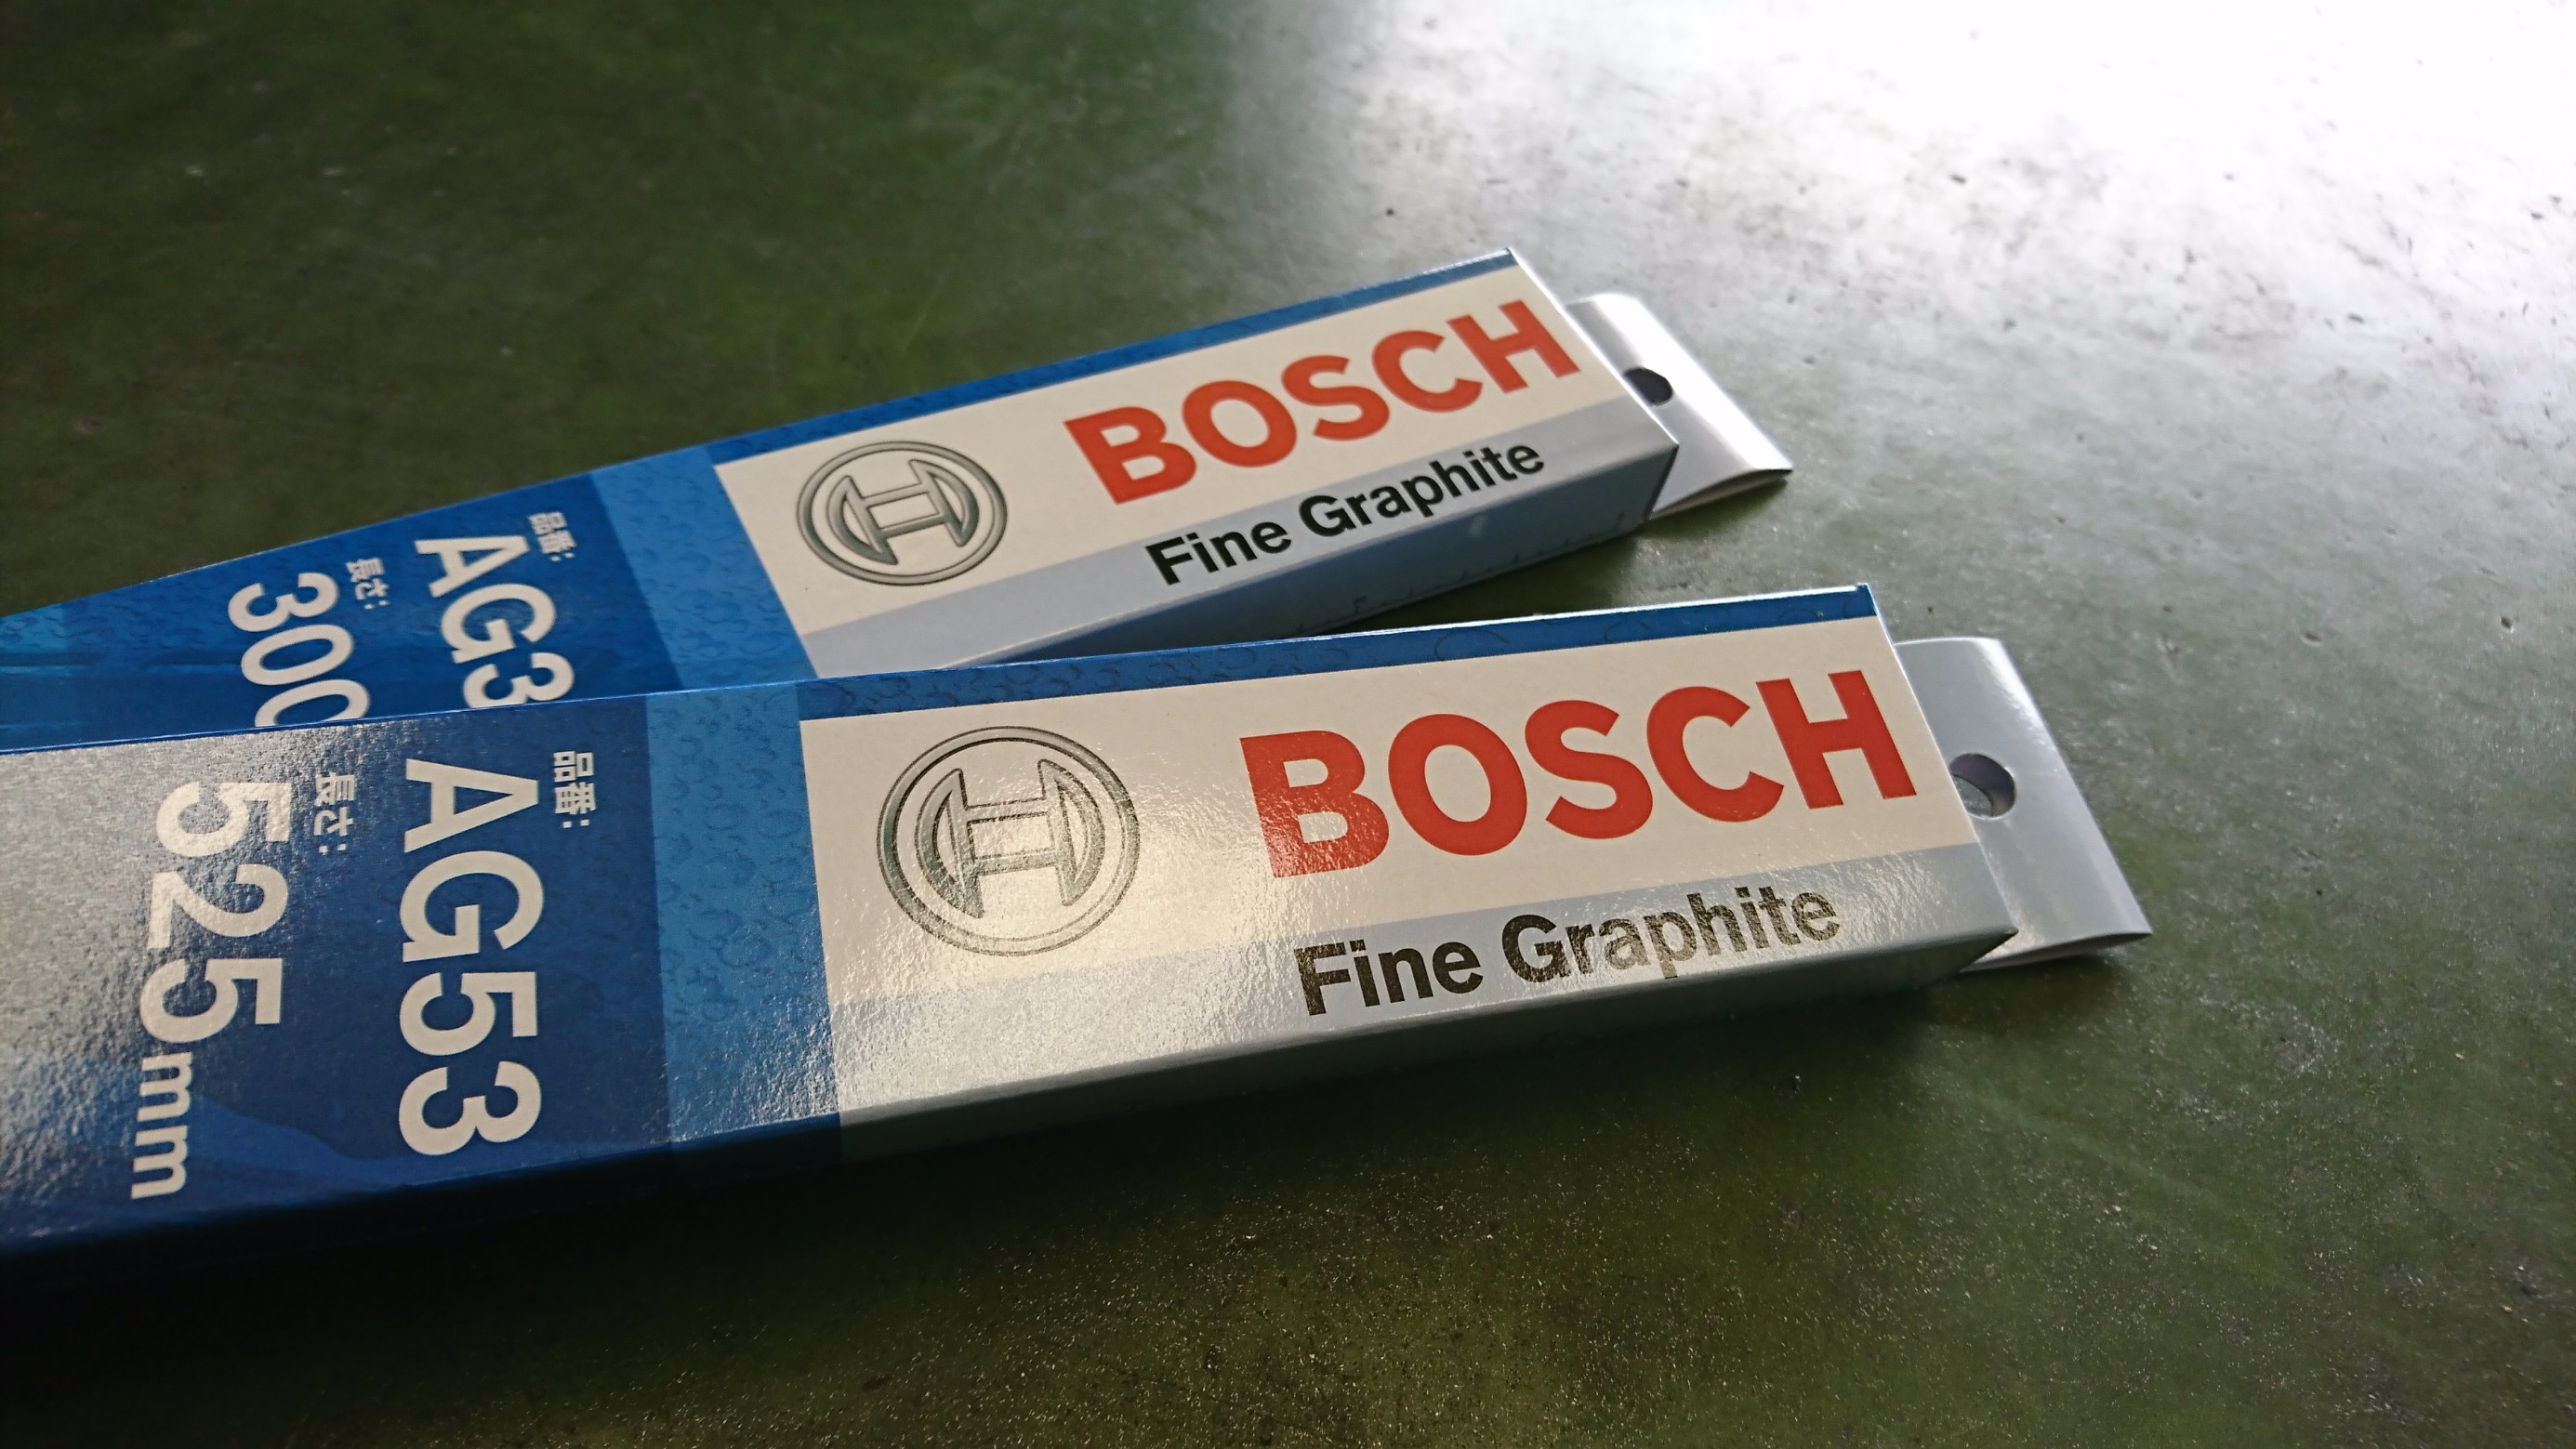 BOSCH
Fine Graphite
品番:
AG3
長さ:
300
BOSCH
Fine Graphite
品番:
AG53
長さ:
525mm